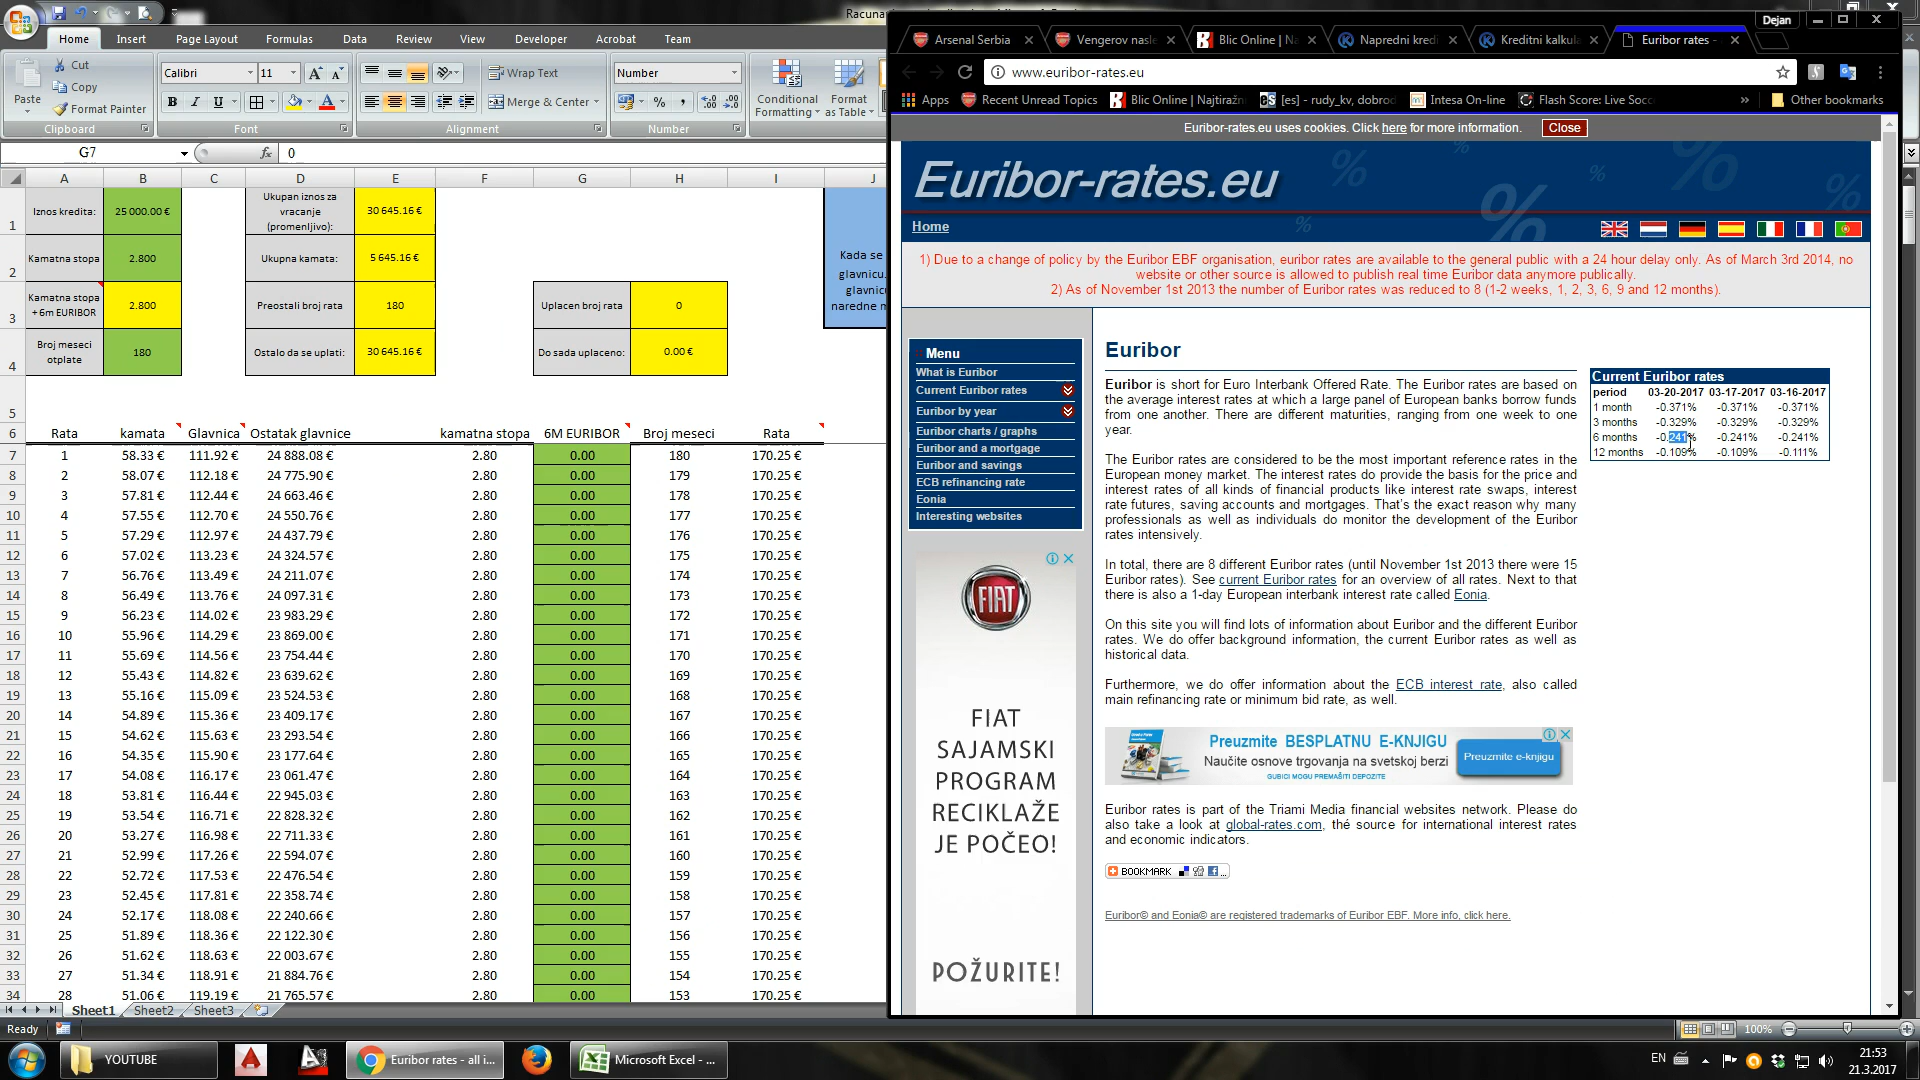 Home Insert Page Layout Formulas Data Review View Developer Acrobat Team
Cut
Copy
Format Painter
Paste
Clipboard
Calibri 11
B I U
Font
Wrap Text
Merge & Center
Alignment
Number
% ,
Number
Conditional Formatting
Format as Table
G7 fx 0
A B C D E F G H I J
1 Iznos kredita: 25 000.00 € Ukupan iznos za vracanje (promenljivo): 30 645.16 €
2 Kamatna stopa 2.800 Ukupna kamata: 5 645.16 € Kada se
glavnicu.
3 Kamatna stopa + 6m EURIBOR 2.800 Preostali broj rata 180 Uplacen broj rata 0 glavnicu
naredne
4 Broj meseci otplate 180 Ostalo da se uplati: 30 645.16 € Do sada uplaceno: 0.00 €
5
6 Rata kamata Glavnica Ostatak glavnice kamatna stopa 6M EURIBOR Broj meseci Rata
7 1 58.33 € 111.92 € 24 888.08 € 2.80 0.00 180 170.25 €
8 2 58.07 € 112.18 € 24 775.90 € 2.80 0.00 179 170.25 €
9 3 57.81 € 112.44 € 24 663.46 € 2.80 0.00 178 170.25 €
10 4 57.55 € 112.70 € 24 550.76 € 2.80 0.00 177 170.25 €
11 5 57.29 € 112.97 € 24 437.79 € 2.80 0.00 176 170.25 €
12 6 57.02 € 113.23 € 24 324.57 € 2.80 0.00 175 170.25 €
13 7 56.76 € 113.49 € 24 211.07 € 2.80 0.00 174 170.25 €
14 8 56.49 € 113.76 € 24 097.31 € 2.80 0.00 173 170.25 €
15 9 56.23 € 114.02 € 23 983.29 € 2.80 0.00 172 170.25 €
16 10 55.96 € 114.29 € 23 869.00 € 2.80 0.00 171 170.25 €
17 11 55.69 € 114.56 € 23 754.44 € 2.80 0.00 170 170.25 €
18 12 55.43 € 114.82 € 23 639.62 € 2.80 0.00 169 170.25 €
19 13 55.16 € 115.09 € 23 524.53 € 2.80 0.00 168 170.25 €
20 14 54.89 € 115.36 € 23 409.17 € 2.80 0.00 167 170.25 €
21 15 54.62 € 115.63 € 23 293.54 € 2.80 0.00 166 170.25 €
22 16 54.35 € 115.90 € 23 177.64 € 2.80 0.00 165 170.25 €
23 17 54.08 € 116.17 € 23 061.47 € 2.80 0.00 164 170.25 €
24 18 53.81 € 116.44 € 22 945.03 € 2.80 0.00 163 170.25 €
25 19 53.54 € 116.71 € 22 828.32 € 2.80 0.00 162 170.25 €
26 20 53.27 € 116.98 € 22 711.33 € 2.80 0.00 161 170.25 €
27 21 52.99 € 117.26 € 22 594.07 € 2.80 0.00 160 170.25 €
28 22 52.72 € 117.53 € 22 476.54 € 2.80 0.00 159 170.25 €
29 23 52.45 € 117.81 € 22 358.74 € 2.80 0.00 158 170.25 €
30 24 52.17 € 118.08 € 22 240.66 € 2.80 0.00 157 170.25 €
31 25 51.89 € 118.36 € 22 122.30 € 2.80 0.00 156 170.25 €
32 26 51.62 € 118.63 € 22 003.67 € 2.80 0.00 155 170.25 €
33 27 51.34 € 118.91 € 21 884.76 € 2.80 0.00 154 170.25 €
34 28 51.06 € 119.19 € 21 765.57 € 2.80 0.00 153 170.25 €
Sheet1 Sheet2 Sheet3
Ready
100%
Dejan
Arsenal Serbia
Vengerov nasl
Blic Online | N
Napredni kredi
Kreditni kalkula
Euribor rates -
www.euribor-rates.eu
Apps Recent Unread Topics Blic Online | Najtiražn [es] - rudy_kv, dobrod Intesa On-line Flash Score: Live Socc » Other bookmarks
Euribor-rates.eu uses cookies. Click here for more information. Close
Euribor-rates.eu
Home
1) Due to a change of policy by the Euribor EBF organisation, euribor rates are available to the general public with a 24 hour delay only. As of March 3rd 2014, no
website or other source is allowed to publish real time Euribor data anymore publically.
2) As of November 1st 2013 the number of Euribor rates was reduced to 8 (1-2 weeks, 1, 2, 3, 6, 9 and 12 months).
Menu
What is Euribor
Current Euribor rates
Euribor by year
Euribor charts / graphs
Euribor and a mortgage
Euribor and savings
ECB refinancing rate
Eonia
Interesting websites
FIAT
FIAT
SAJAMSKI
PROGRAM
RECIKLAŽE
JE POČEO!
POŽURITE!
Euribor
Euribor is short for Euro Interbank Offered Rate. The Euribor rates are based on
the average interest rates at which a large panel of European banks borrow funds
from one another. There are different maturities, ranging from one week to one
year.
The Euribor rates are considered to be the most important reference rates in the
European money market. The interest rates do provide the basis for the price and
interest rates of all kinds of financial products like interest rate swaps, interest
rate futures, saving accounts and mortgages. That's the exact reason why many
professionals as well as individuals do monitor the development of the Euribor
rates intensively.
In total, there are 8 different Euribor rates (until November 1st 2013 there were 15
Euribor rates). See current Euribor rates for an overview of all rates. Next to that
there is also a 1-day European interbank interest rate called Eonia.
On this site you will find lots of information about Euribor and the different Euribor
rates. We do offer background information, the current Euribor rates as well as
historical data.
Furthermore, we do offer information about the ECB interest rate, also called
main refinancing rate or minimum bid rate, as well.
Preuzmite BESPLATNU E-KNJIGU
Naučite osnove trgovanja na svetskoj berzi
GUBICI MOGU PREMAŠITI DEPOZITE
Preuzmite e-knjigu
Euribor rates is part of the Triami Media financial websites network. Please do
also take a look at global-rates.com, thé source for international interest rates
and economic indicators.
BOOKMARK ...
Euribor© and Eonia© are registered trademarks of Euribor EBF. More info, click here.
Current Euribor rates
period 03-20-2017 03-17-2017 03-16-2017
1 month -0.371% -0.371% -0.371%
3 months -0.329% -0.329% -0.329%
6 months -0.241% -0.241% -0.241%
12 months -0.109% -0.109% -0.111%
YOUTUBE
Euribor rates - all i...
Microsoft Excel - ...
EN
21:53
21.3.2017